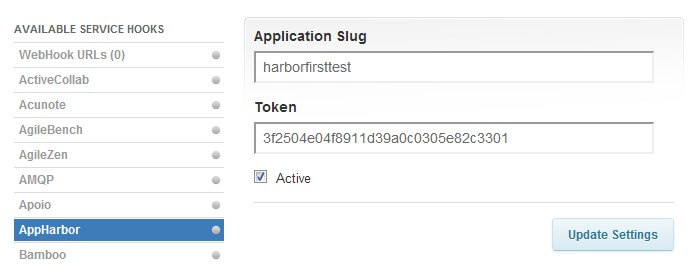 AVAILABLE SERVICE HOOKS
WebHook URLs (0)
ActiveCollab
Acunote
AgileBench
AgileZen
AMQP
Apoio
AppHarbor
Bamboo
Application Slug
harborfirsttest
Token
3f2504e04f8911d39a0c0305e82c3301
Active
Update Settings